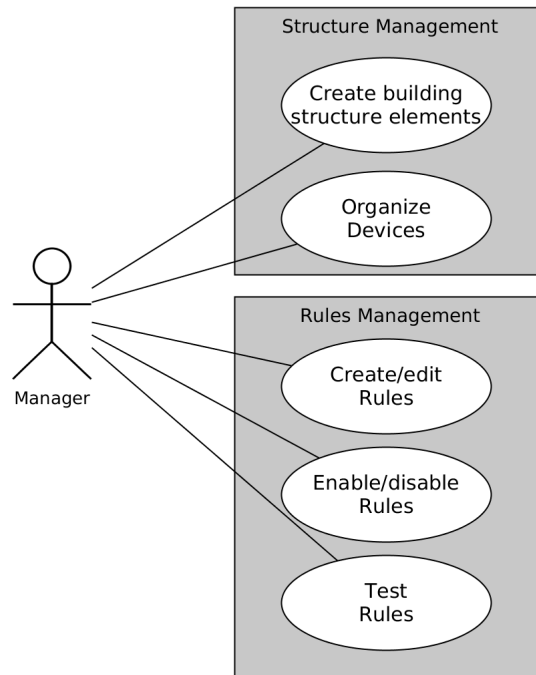 Structure Management
Create building
structure elements
Organize
Devices
Manager
Rules Management
Create/edit
Rules
Enable/disable
Rules
Test
Rules